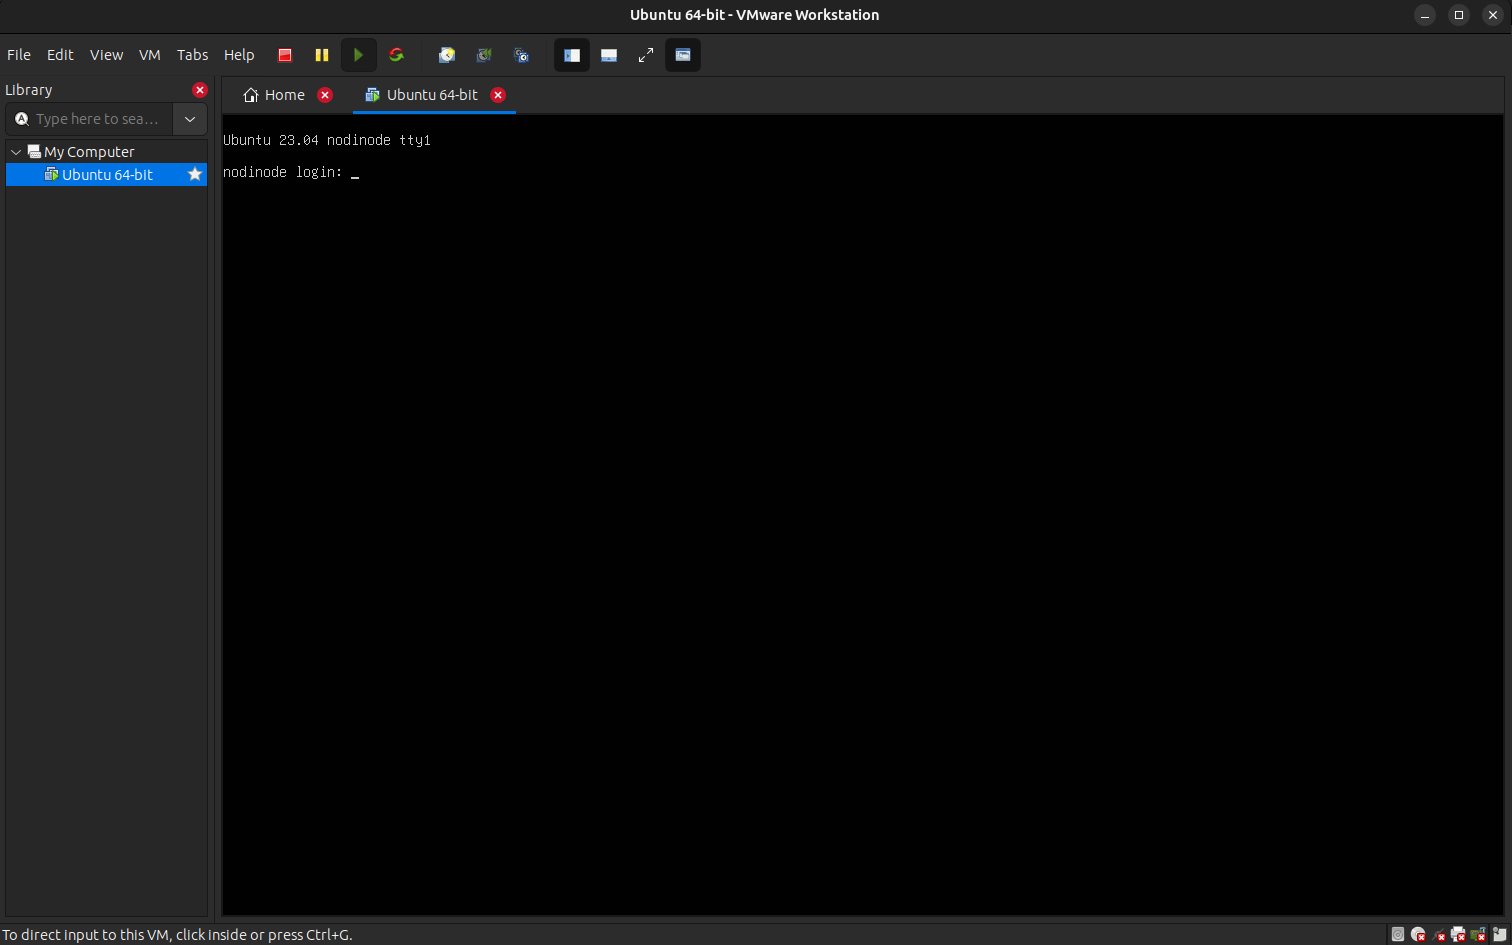 Ubuntu 64-bit - VMware Workstation
File Edit View VM Tabs Help
Library
Type here to sea...
My Computer
Ubuntu 64-bit
Home
Ubuntu 64-bit
Ubuntu 23.04 nodinode tty1
nodinode login: _
To direct input to this VM, click inside or press Ctrl+G.